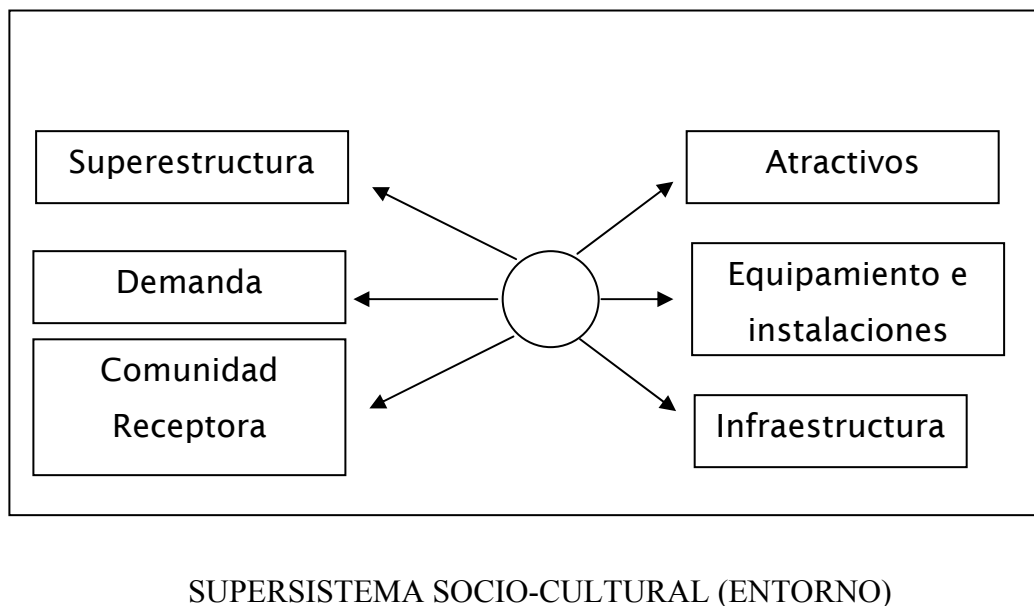 Superestructura
Demanda
Comunidad
Receptora
Atractivos
Equipamiento e
instalaciones
Infraestructura
SUPERSISTEMA SOCIO-CULTURAL (ENTORNO)